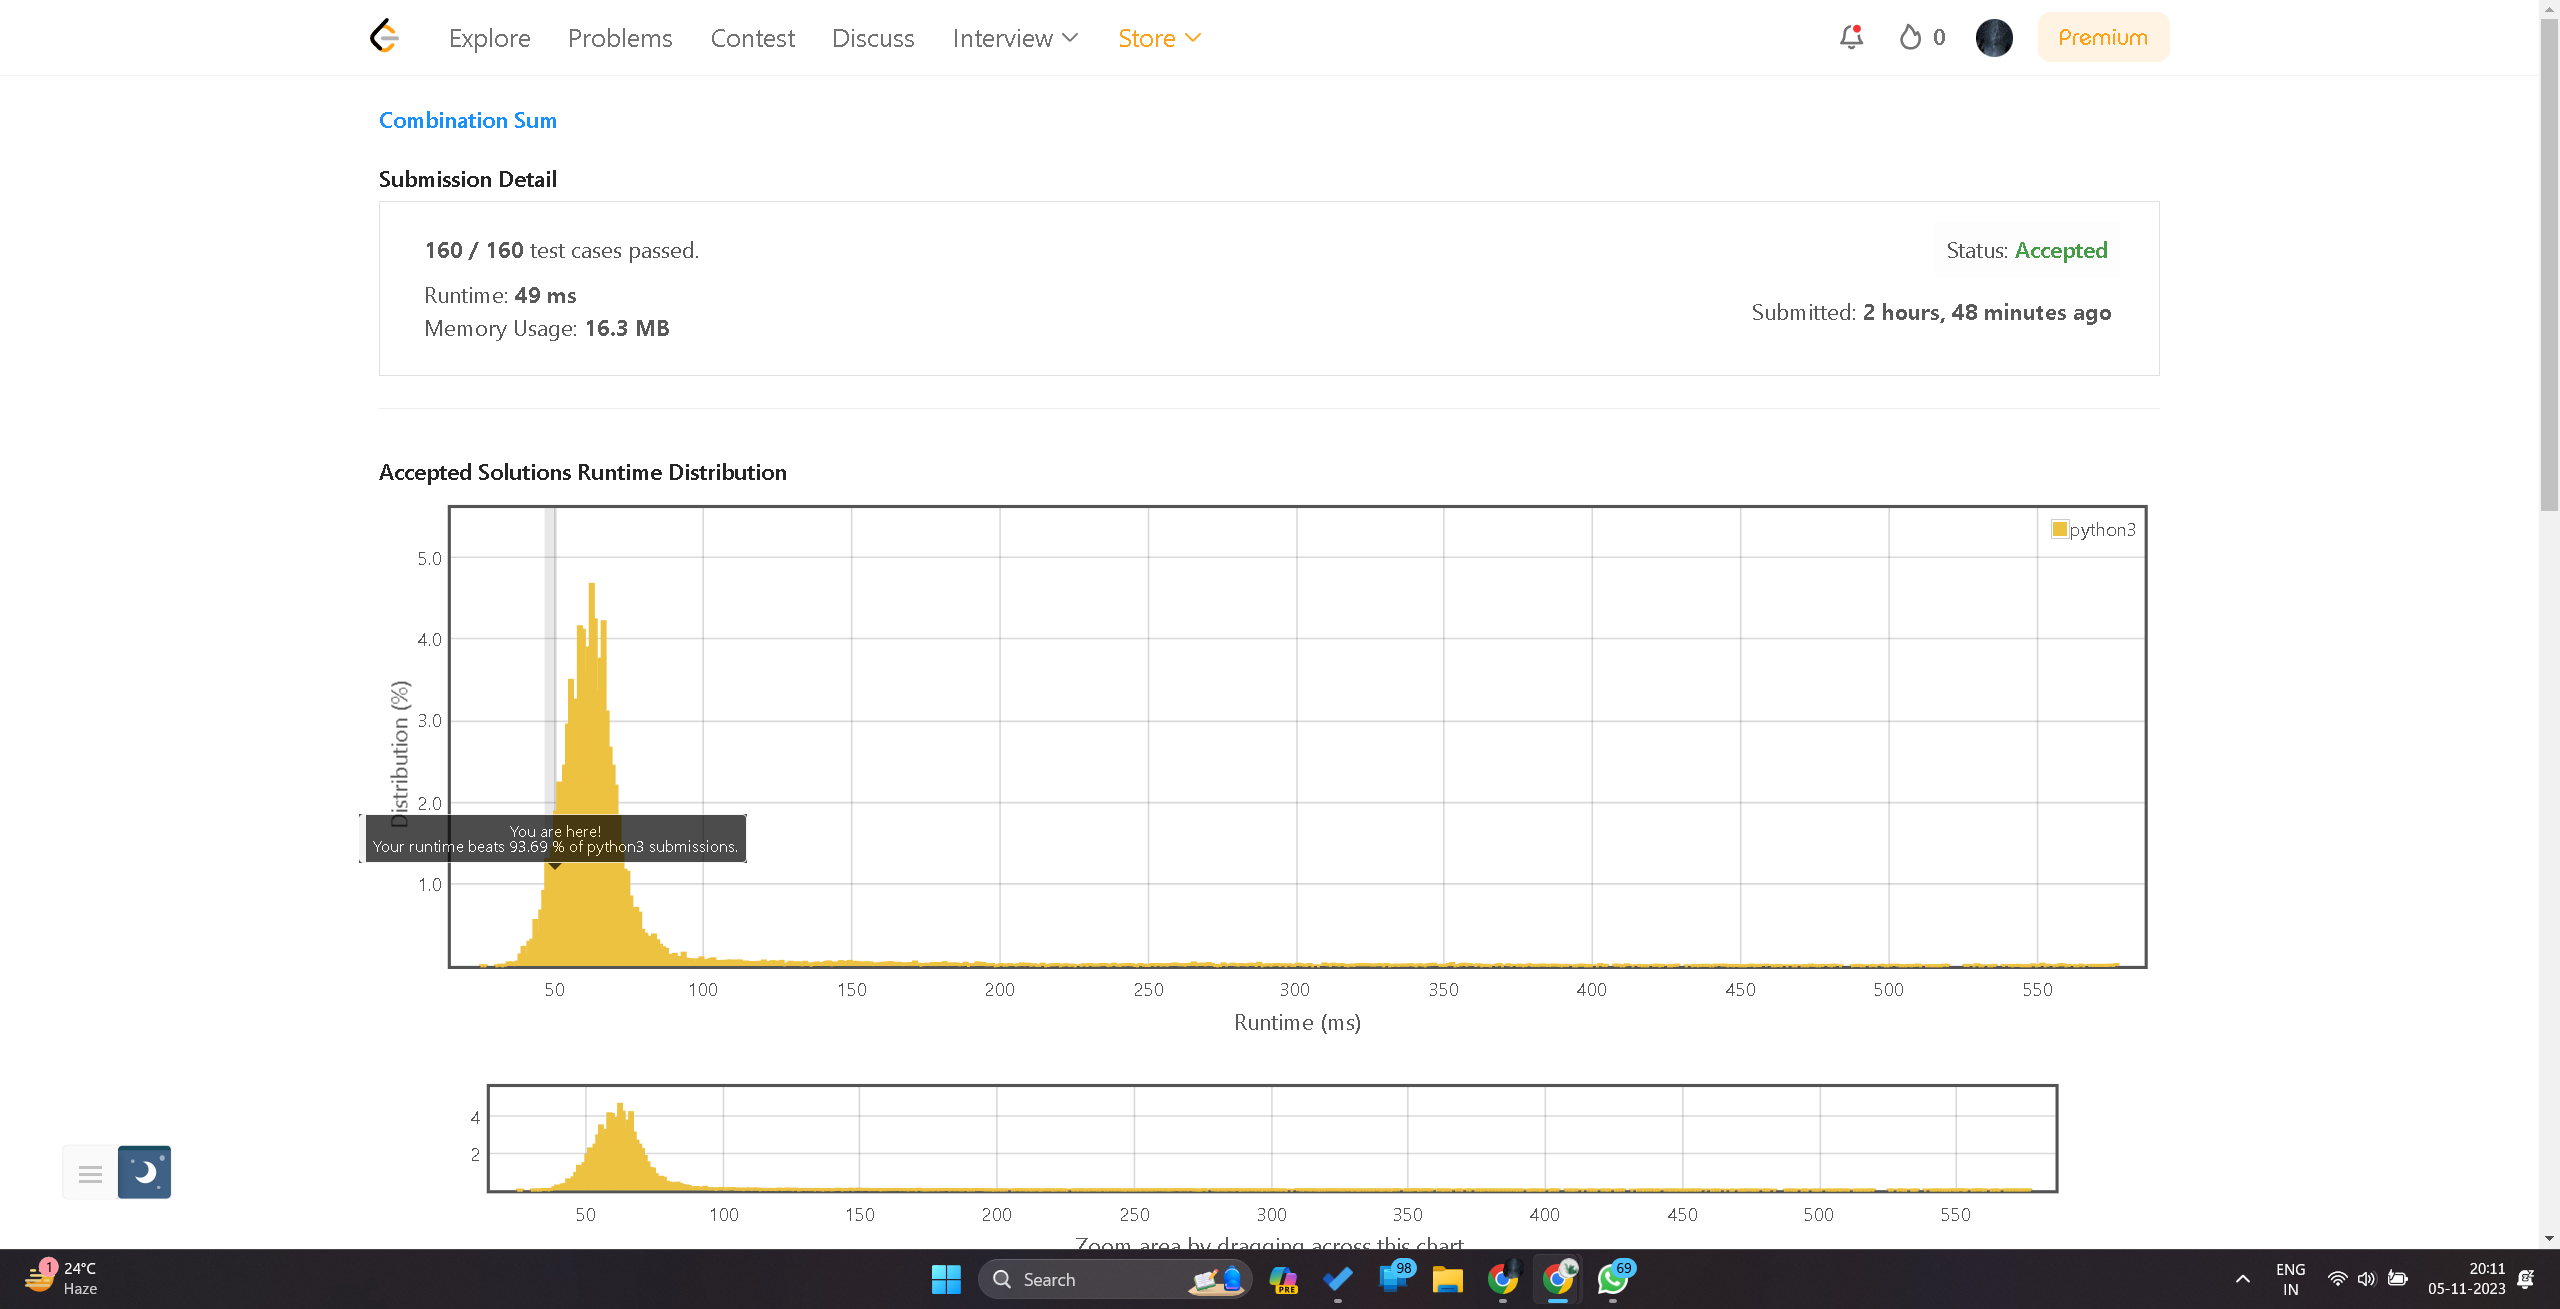 Explore Problems Contest Discuss Interview Store 0 Premium
Combination Sum
Submission Detail
160 / 160 test cases passed.
Status: Accepted
Runtime: 49 ms
Submitted: 2 hours, 48 minutes ago
Memory Usage: 16.3 MB
Accepted Solutions Runtime Distribution
python3
Distribution (%)
5.0
4.0
3.0
2.0
1.0
You are here!
Your runtime beats 93.69 % of python3 submissions.
50 100 150 200 250 300 350 400 450 500 550
Runtime (ms)
4
2
50 100 150 200 250 300 350 400 450 500 550
Zoom area by dragging across this chart
1 24°C
Haze
Search
PRE
98
69
ENG
IN
20:11
05-11-2023